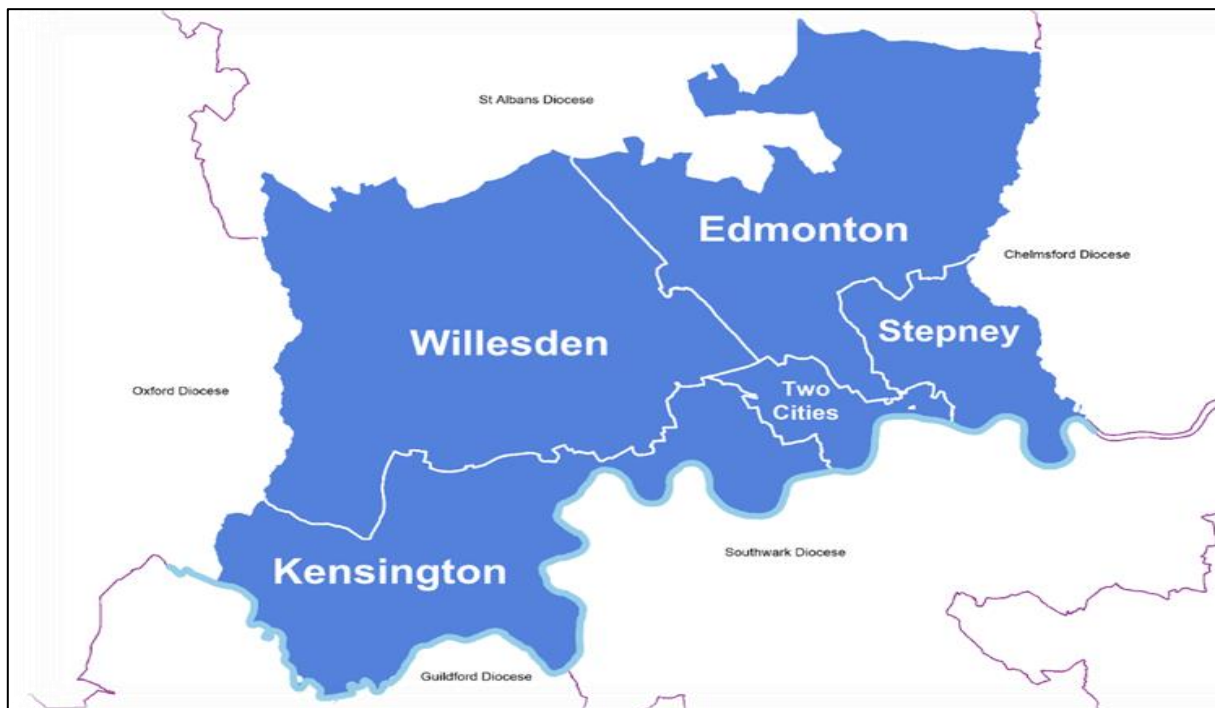 St Albans Diocese
Edmonton
Chelmsford Diocese
Stepney
Willesden
Oxford Diocese
Two
Cities
Southwark Diocese
Kensington
Guildford Diocese